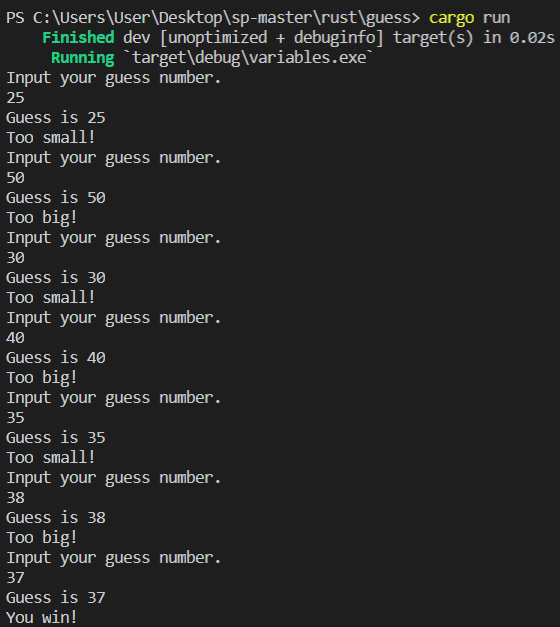 PS C:\Users\User\Desktop\sp-master\rust\guess> cargo run
    Finished dev [unoptimized + debuginfo] target(s) in 0.02s
     Running `target\debug\variables.exe`
Input your guess number.
25
Guess is 25
Too small!
Input your guess number.
50
Guess is 50
Too big!
Input your guess number.
30
Guess is 30
Too small!
Input your guess number.
40
Guess is 40
Too big!
Input your guess number.
35
Guess is 35
Too small!
Input your guess number.
38
Guess is 38
Too big!
Input your guess number.
37
Guess is 37
You win!